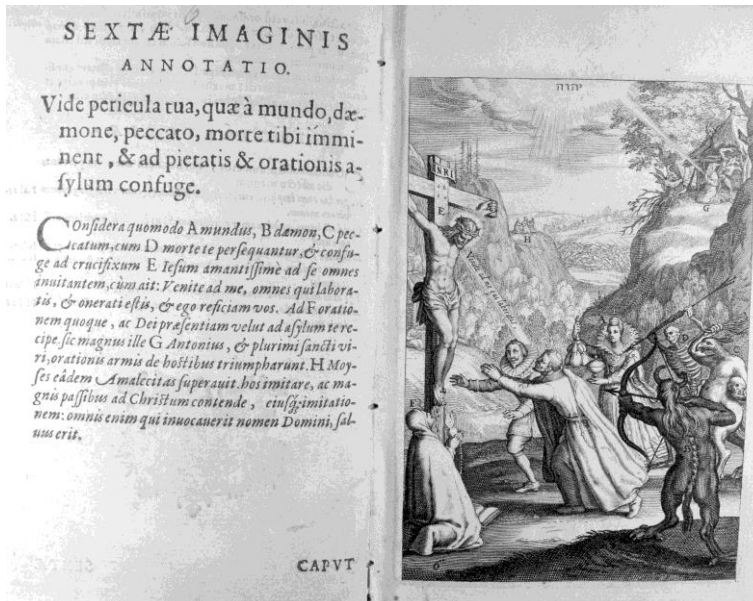 SEXTÆ IMAGINIS
ANNOTATIO.
Vide pericula tua, quæ à mundo, dæ-
mone, peccato, morte tibi immi-
nent, & ad pietatis & orationis a-
ſylum confuge.
Conſidera quomodo A mundus, B dæmon, C pec-
catum, cum D morte te perſequantur, & confu-
ge ad crucifixum E Ieſum amantiſſimè ad ſe omnes
inuitantem, cùm ait: Venite ad me, omnes qui labora-
tis, & onerati eſtis, & ego reficiam vos. Ad F oratio-
nem quoque, ac Dei præſentiam velut ad aſylum te re-
cipe. ſic magnus ille G Antonius, & plurimi ſancti vi-
ri, orationis armis de hoſtibus triumpharunt. H Moy-
ſes eâdem Amalecitas ſuperauit. hos imitare, ac ma-
gnis paſſibus ad Chriſtum contende, eiuſq; imitatio-
nem: omnis enim qui inuocauerit nomen Domini, ſal-
uus erit.
CAPVT
יהוה
INRI
E
G
H
D
F
6